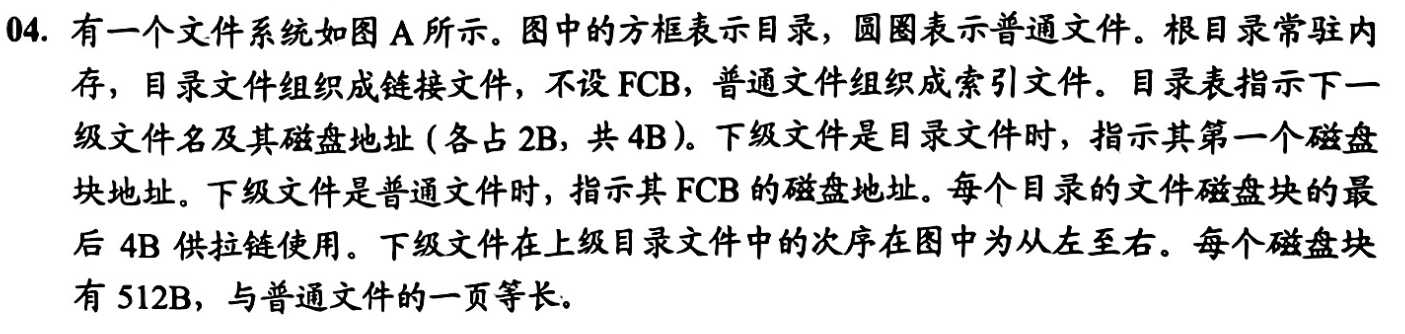 04. 有一个文件系统如图 A 所示。图中的方框表示目录，圆圈表示普通文件。根目录常驻内
存，目录文件组织成链接文件，不设 FCB，普通文件组织成索引文件。目录表指示下一
级文件名及其磁盘地址（各占 2B，共 4B）。下级文件是目录文件时，指示其第一个磁盘
块地址。下级文件是普通文件时，指示其 FCB 的磁盘地址。每个目录的文件磁盘块的最
后 4B 供拉链使用。下级文件在上级目录文件中的次序在图中为从左至右。每个磁盘块
有 512B，与普通文件的一页等长。